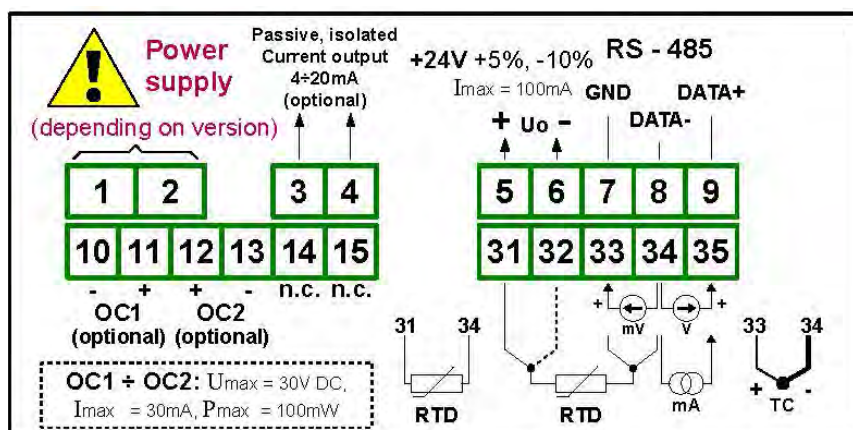 Power
supply
(depending on version)
Passive, isolated
Current output
4÷20mA
(optional)
+24V +5%, -10%
Imax = 100mA
+ Uo -
RS - 485
GND
DATA-
DATA+
1 2 3 4
10 11 12 13 14 15
- + + - n.c. n.c.
OC1 OC2
(optional) (optional)
OC1 ÷ OC2: Umax = 30V DC,
Imax = 30mA, Pmax = 100mW
5 6 7 8 9
31 32 33 34 35
31 34
RTD
RTD
+ mV
V +
mA
33 34
+ -
TC